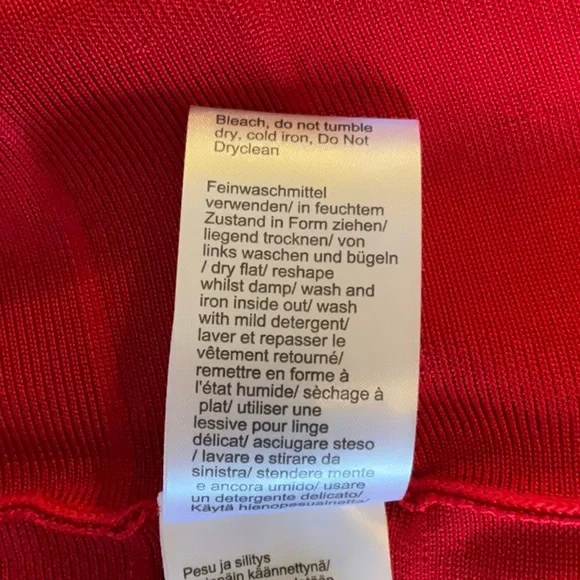 Bleach, do not tumble
dry, cold iron, Do Not
Dryclean
Feinwaschmittel
verwenden/ in feuchtem
Zustand in Form ziehen/
liegend trocknen/ von
links waschen und bügeln
/ dry flat/ reshape
whilst damp/ wash and
iron inside out/ wash
with mild detergent/
laver et repasser le
vêtement retourné/
remettre en forme à
l'état humide/ sèchage à
plat/ utiliser une
lessive pour linge
délicat/ asciugare steso
/ lavare e stirare da
sinistra/ stendere mente
e ancora umido/ usare
un detergente delicato/
Käytä hienopesuainetta/
Pesu ja silitys
käännettynä/